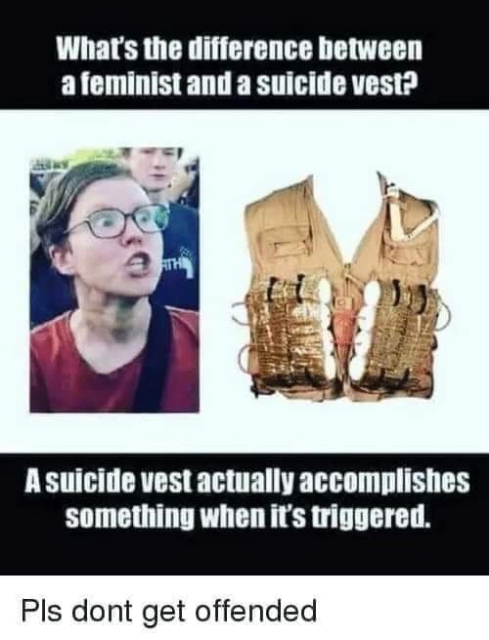 What's the difference between
a feminist and a suicide vest?
ATH
A suicide vest actually accomplishes
something when it's triggered.
Pls dont get offended